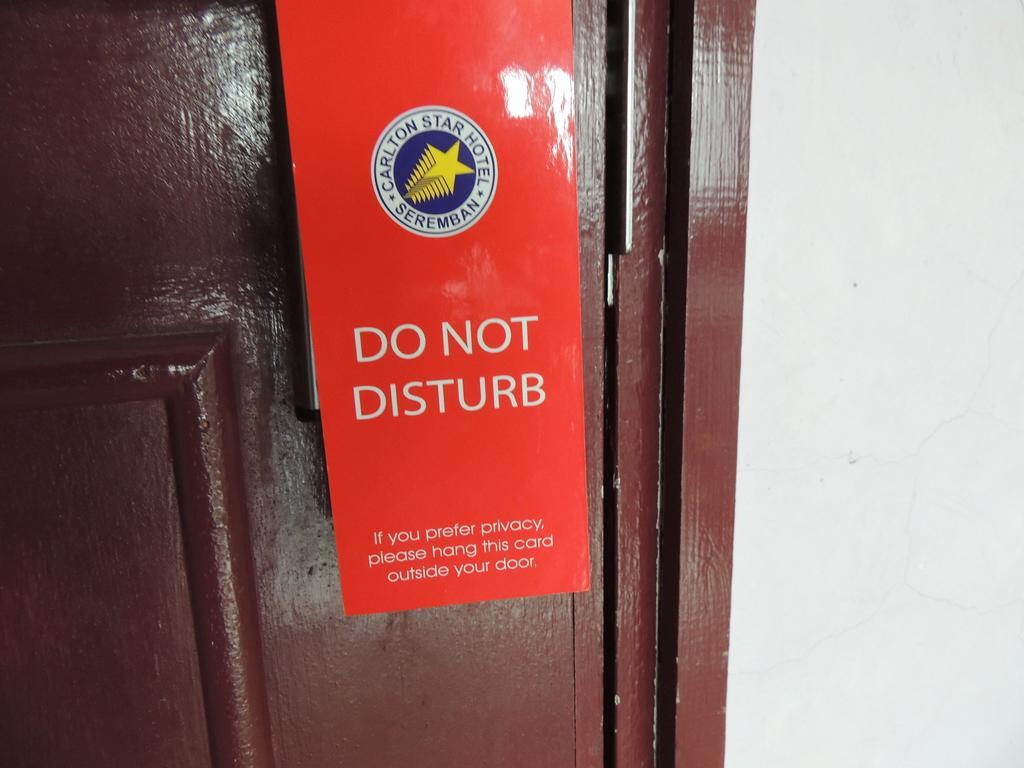 CARLTON STAR HOTEL
SEREMBAN
DO NOT
DISTURB
If you prefer privacy,
please hang this card
outside your door.